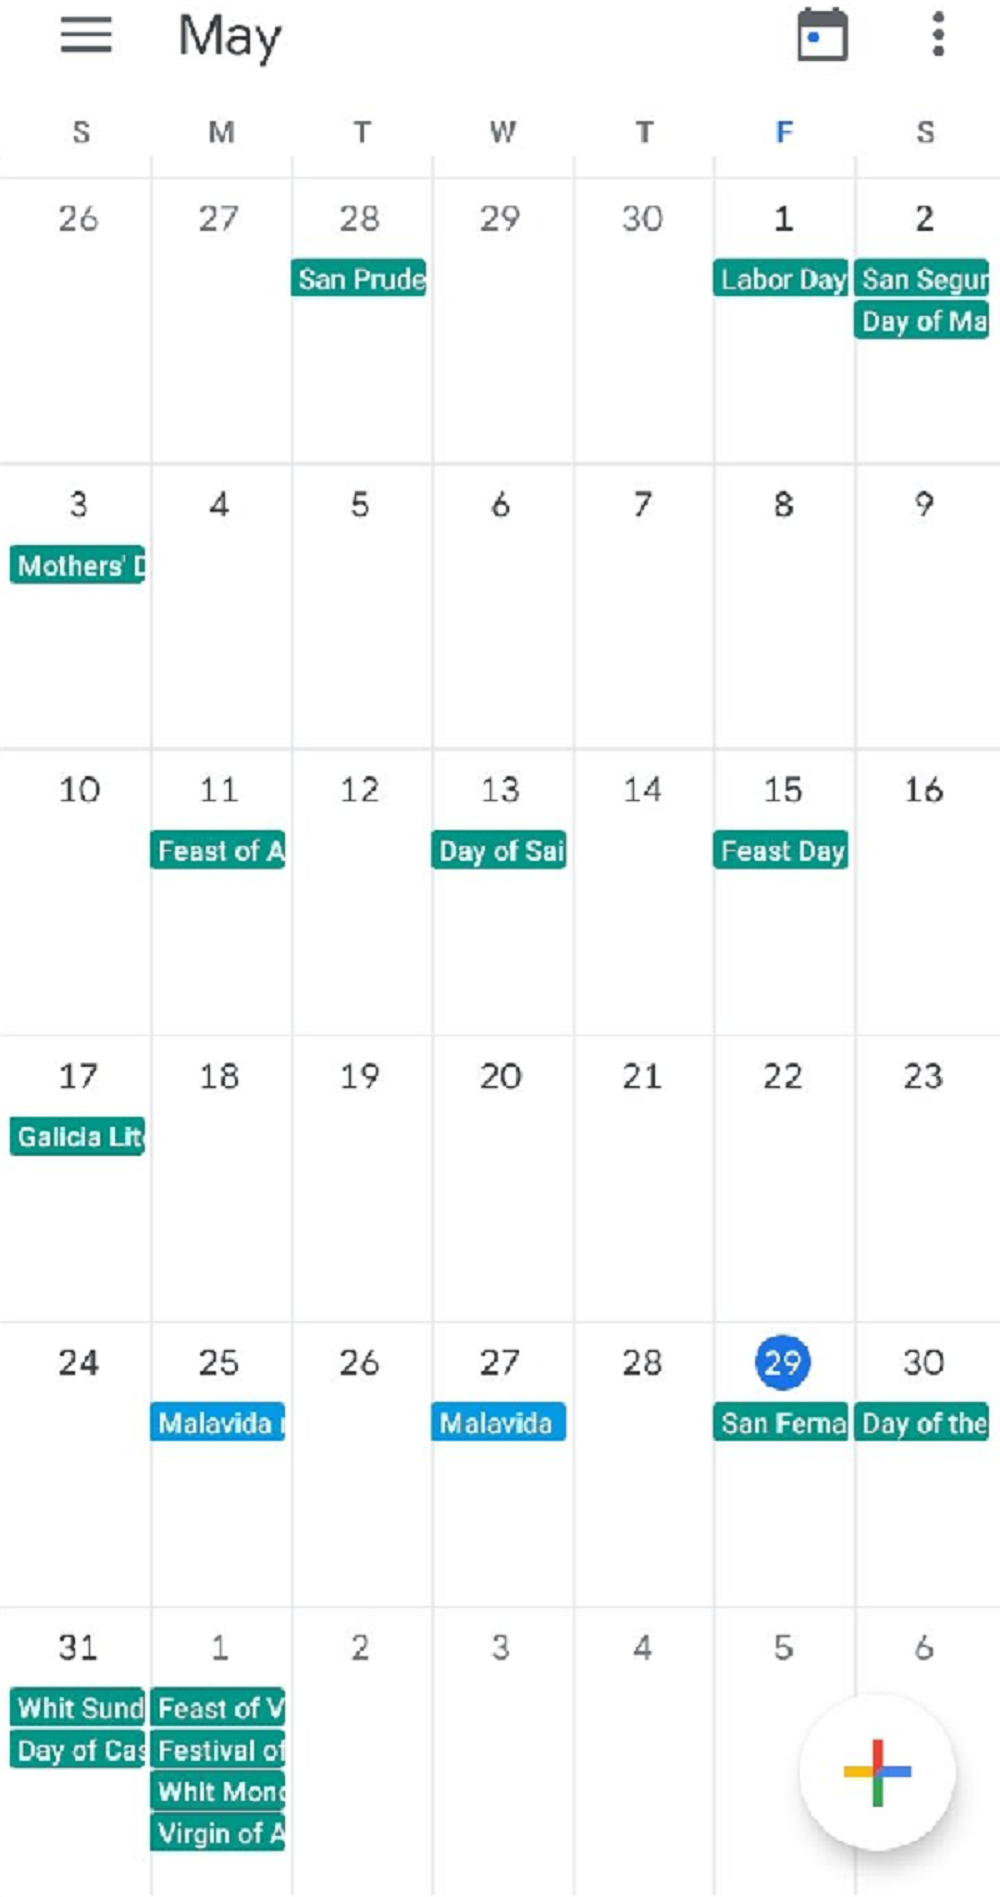 May
S M T W T F S
26 27 28 29 30 1 2
San Prude Labor Day San Segur
Day of Ma
3 4 5 6 7 8 9
Mothers' D
10 11 12 13 14 15 16
Feast of A Day of Sai Feast Day
17 18 19 20 21 22 23
Galicia Lit
24 25 26 27 28 29 30
Malavida Malavida San Ferna Day of the
31 1 2 3 4 5 6
Whit Sund Feast of V
Day of Cas Festival of
Whit Mon
Virgin of A